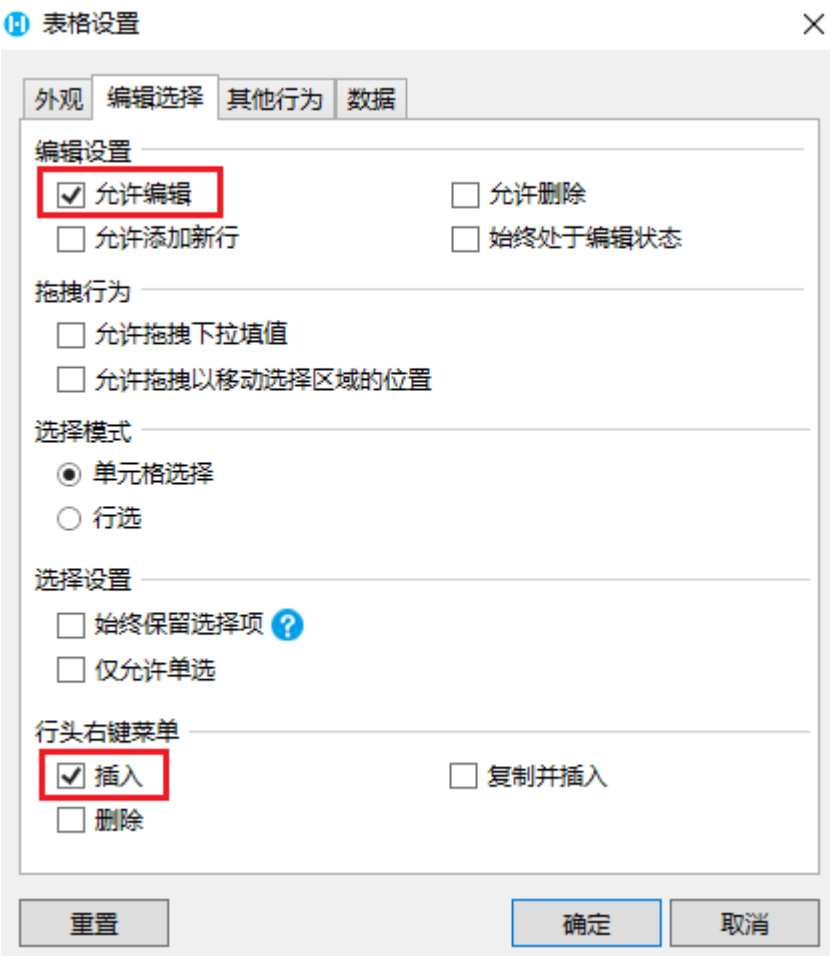 表格设置
外观 编辑选择 其他行为 数据
编辑设置
允许编辑 允许删除
允许添加新行 始终处于编辑状态
拖拽行为
允许拖拽下拉填值
允许拖拽以移动选择区域的位置
选择模式
单元格选择
行选
选择设置
始终保留选择项 ?
仅允许单选
行头右键菜单
插入 复制并插入
删除
重置 确定 取消